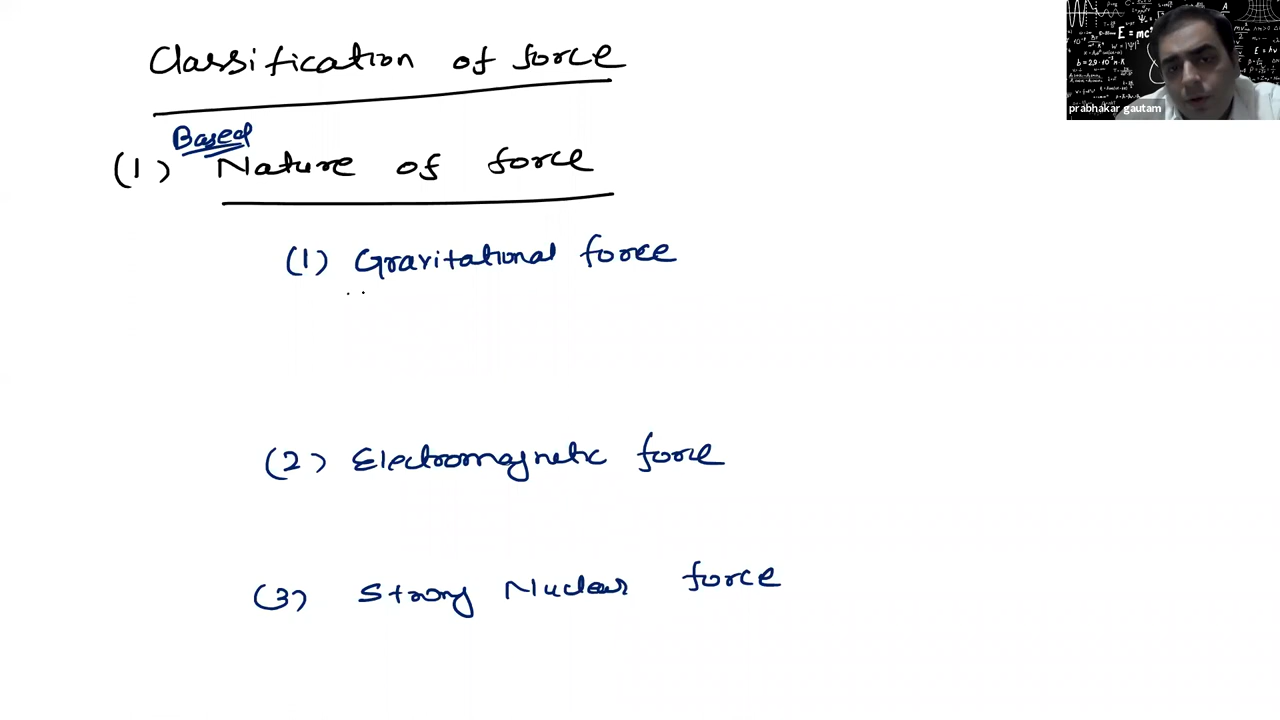 Classification of force
Based
(1) Nature of force
(1) Gravitational force
(2) Electromagnetic force
(3) Strong Nuclear force
E = mc²
prabhakar gautam